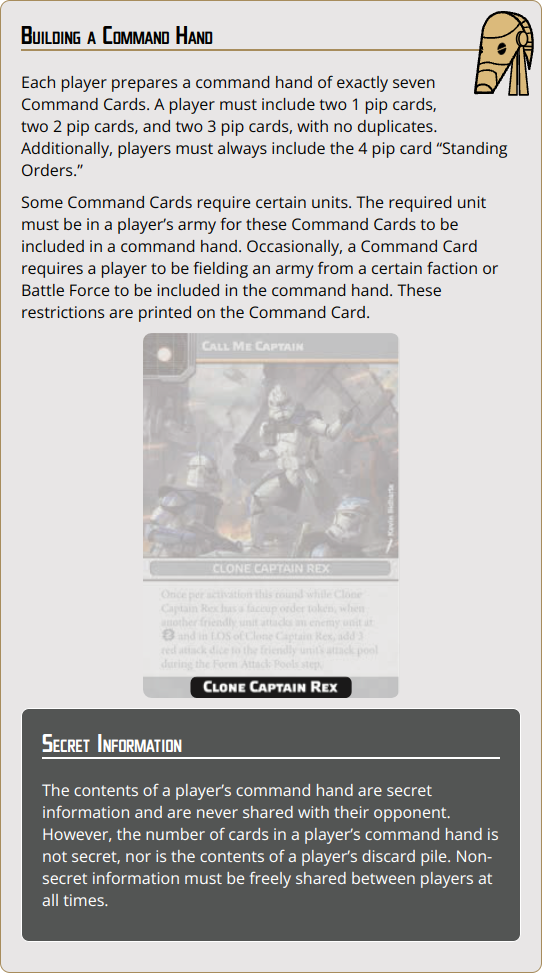 Building a Command Hand
Each player prepares a command hand of exactly seven
Command Cards. A player must include two 1 pip cards,
two 2 pip cards, and two 3 pip cards, with no duplicates.
Additionally, players must always include the 4 pip card “Standing
Orders.”
Some Command Cards require certain units. The required unit
must be in a player’s army for these Command Cards to be
included in a command hand. Occasionally, a Command Card
requires a player to be fielding an army from a certain faction or
Battle Force to be included in the command hand. These
restrictions are printed on the Command Card.
Call Me Captain
CLONE CAPTAIN REX
Once per activation this round while Clone
Captain Rex has a faceup order token, when
another friendly unit attacks an enemy unit at
and in LOS of Clone Captain Rex, add
red attack dice to the friendly unit's attack pool
during the Form Attack Pools step.
Clone Captain Rex
Secret Information
The contents of a player’s command hand are secret
information and are never shared with their opponent.
However, the number of cards in a player’s command hand is
not secret, nor is the contents of a player’s discard pile. Non-
secret information must be freely shared between players at
all times.